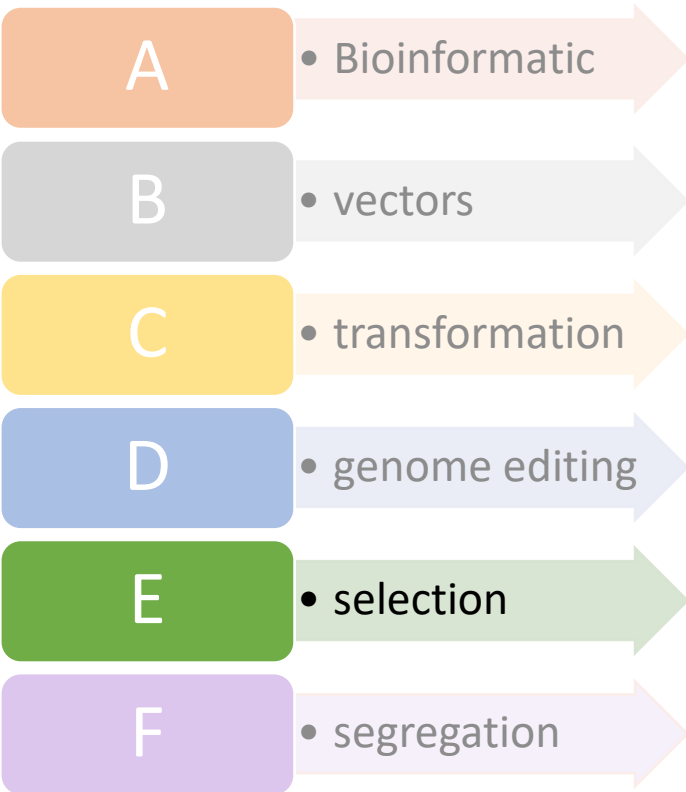 A
• Bioinformatic
B
• vectors
C
• transformation
D
• genome editing
E
• selection
F
• segregation